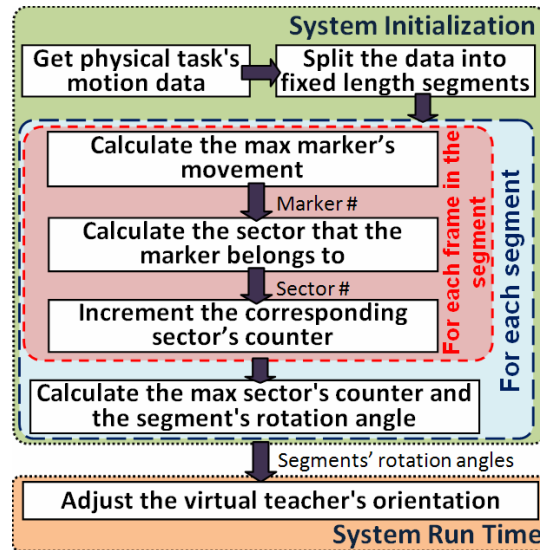 System Initialization
Get physical task's
motion data
Split the data into
fixed length segments
Calculate the max marker's
movement
Marker #
Calculate the sector that the
marker belongs to
Sector #
Increment the corresponding
sector's counter
For each frame in the
segment
For each segment
Calculate the max sector's counter and
the segment's rotation angle
Segments' rotation angles
Adjust the virtual teacher's orientation
System Run Time